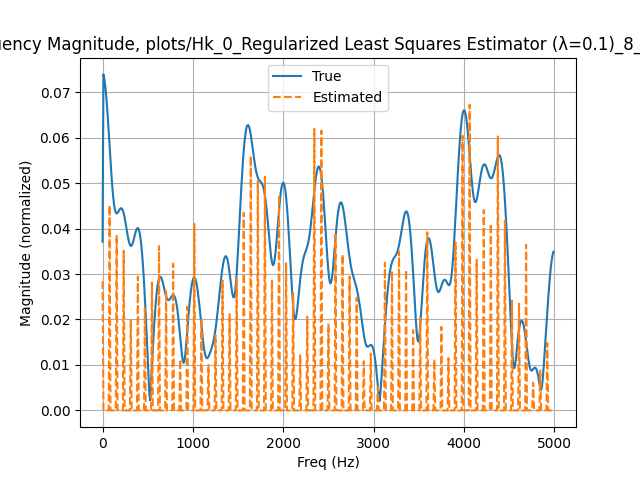 uency Magnitude, plots/Hk_0_Regularized Least Squares Estimator (λ=0.1)_8_
True
Estimated
Magnitude (normalized)
0.07
0.06
0.05
0.04
0.03
0.02
0.01
0.00
0 1000 2000 3000 4000 5000
Freq (Hz)